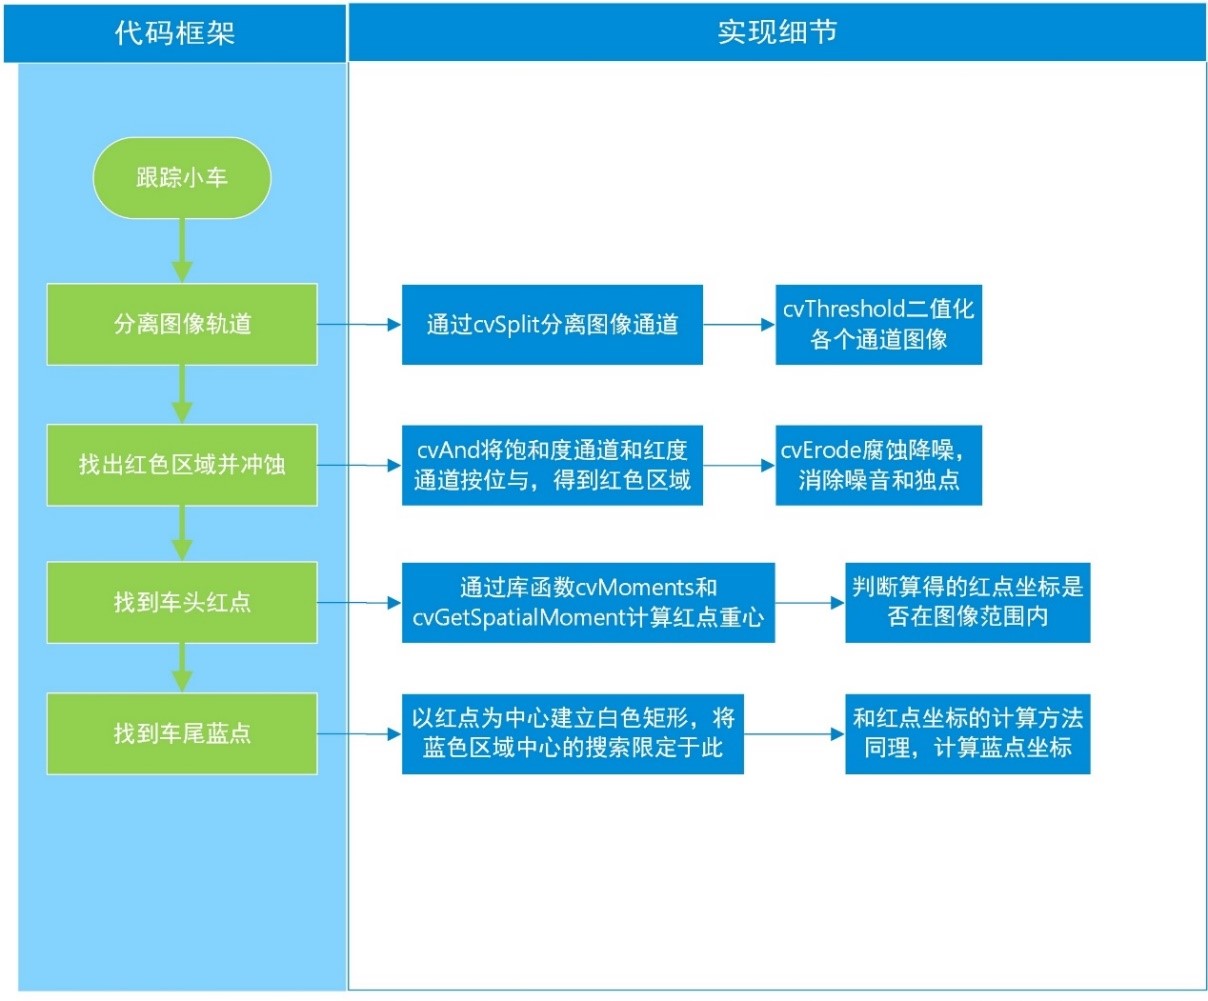 代码框架
实现细节
跟踪小车
分离图像轨道
通过cvSplit分离图像通道
cvThreshold二值化
各个通道图像
找出红色区域并冲蚀
cvAnd将饱和度通道和红度
通道按位与，得到红色区域
cvErode腐蚀降噪，
消除噪音和独点
找到车头红点
通过库函数cvMoments和
cvGetSpatialMoment计算红点重心
判断算得的红点坐标是
否在图像范围内
找到车尾蓝点
以红点为中心建立白色矩形，将
蓝色区域中心的搜索限定于此
和红点坐标的计算方法
同理，计算蓝点坐标